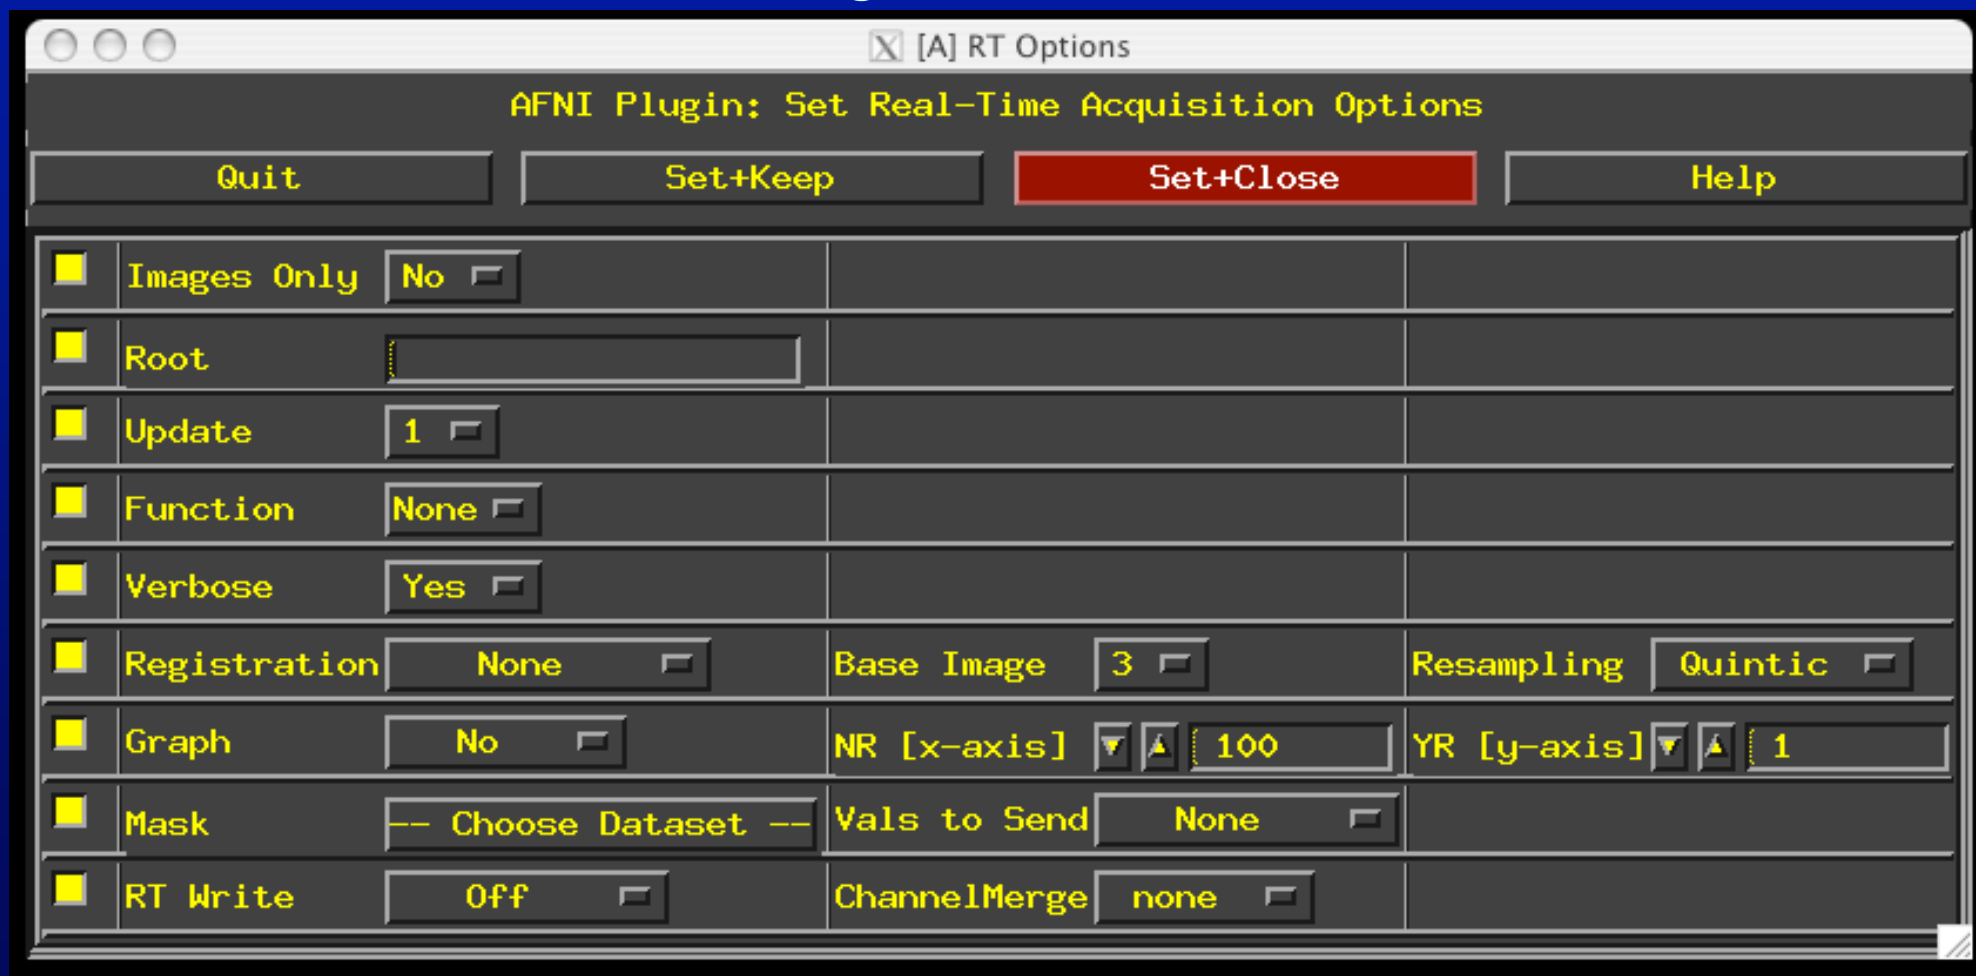 [A] RT Options
AFNI Plugin: Set Real-Time Acquisition Options
Quit Set+Keep Set+Close Help
Images Only No
Root
Update 1
Function None
Verbose Yes
Registration None Base Image 3 Resampling Quintic
Graph No NR [x-axis] 100 YR [y-axis] 1
Mask -- Choose Dataset -- Vals to Send None
RT Write Off ChannelMerge none